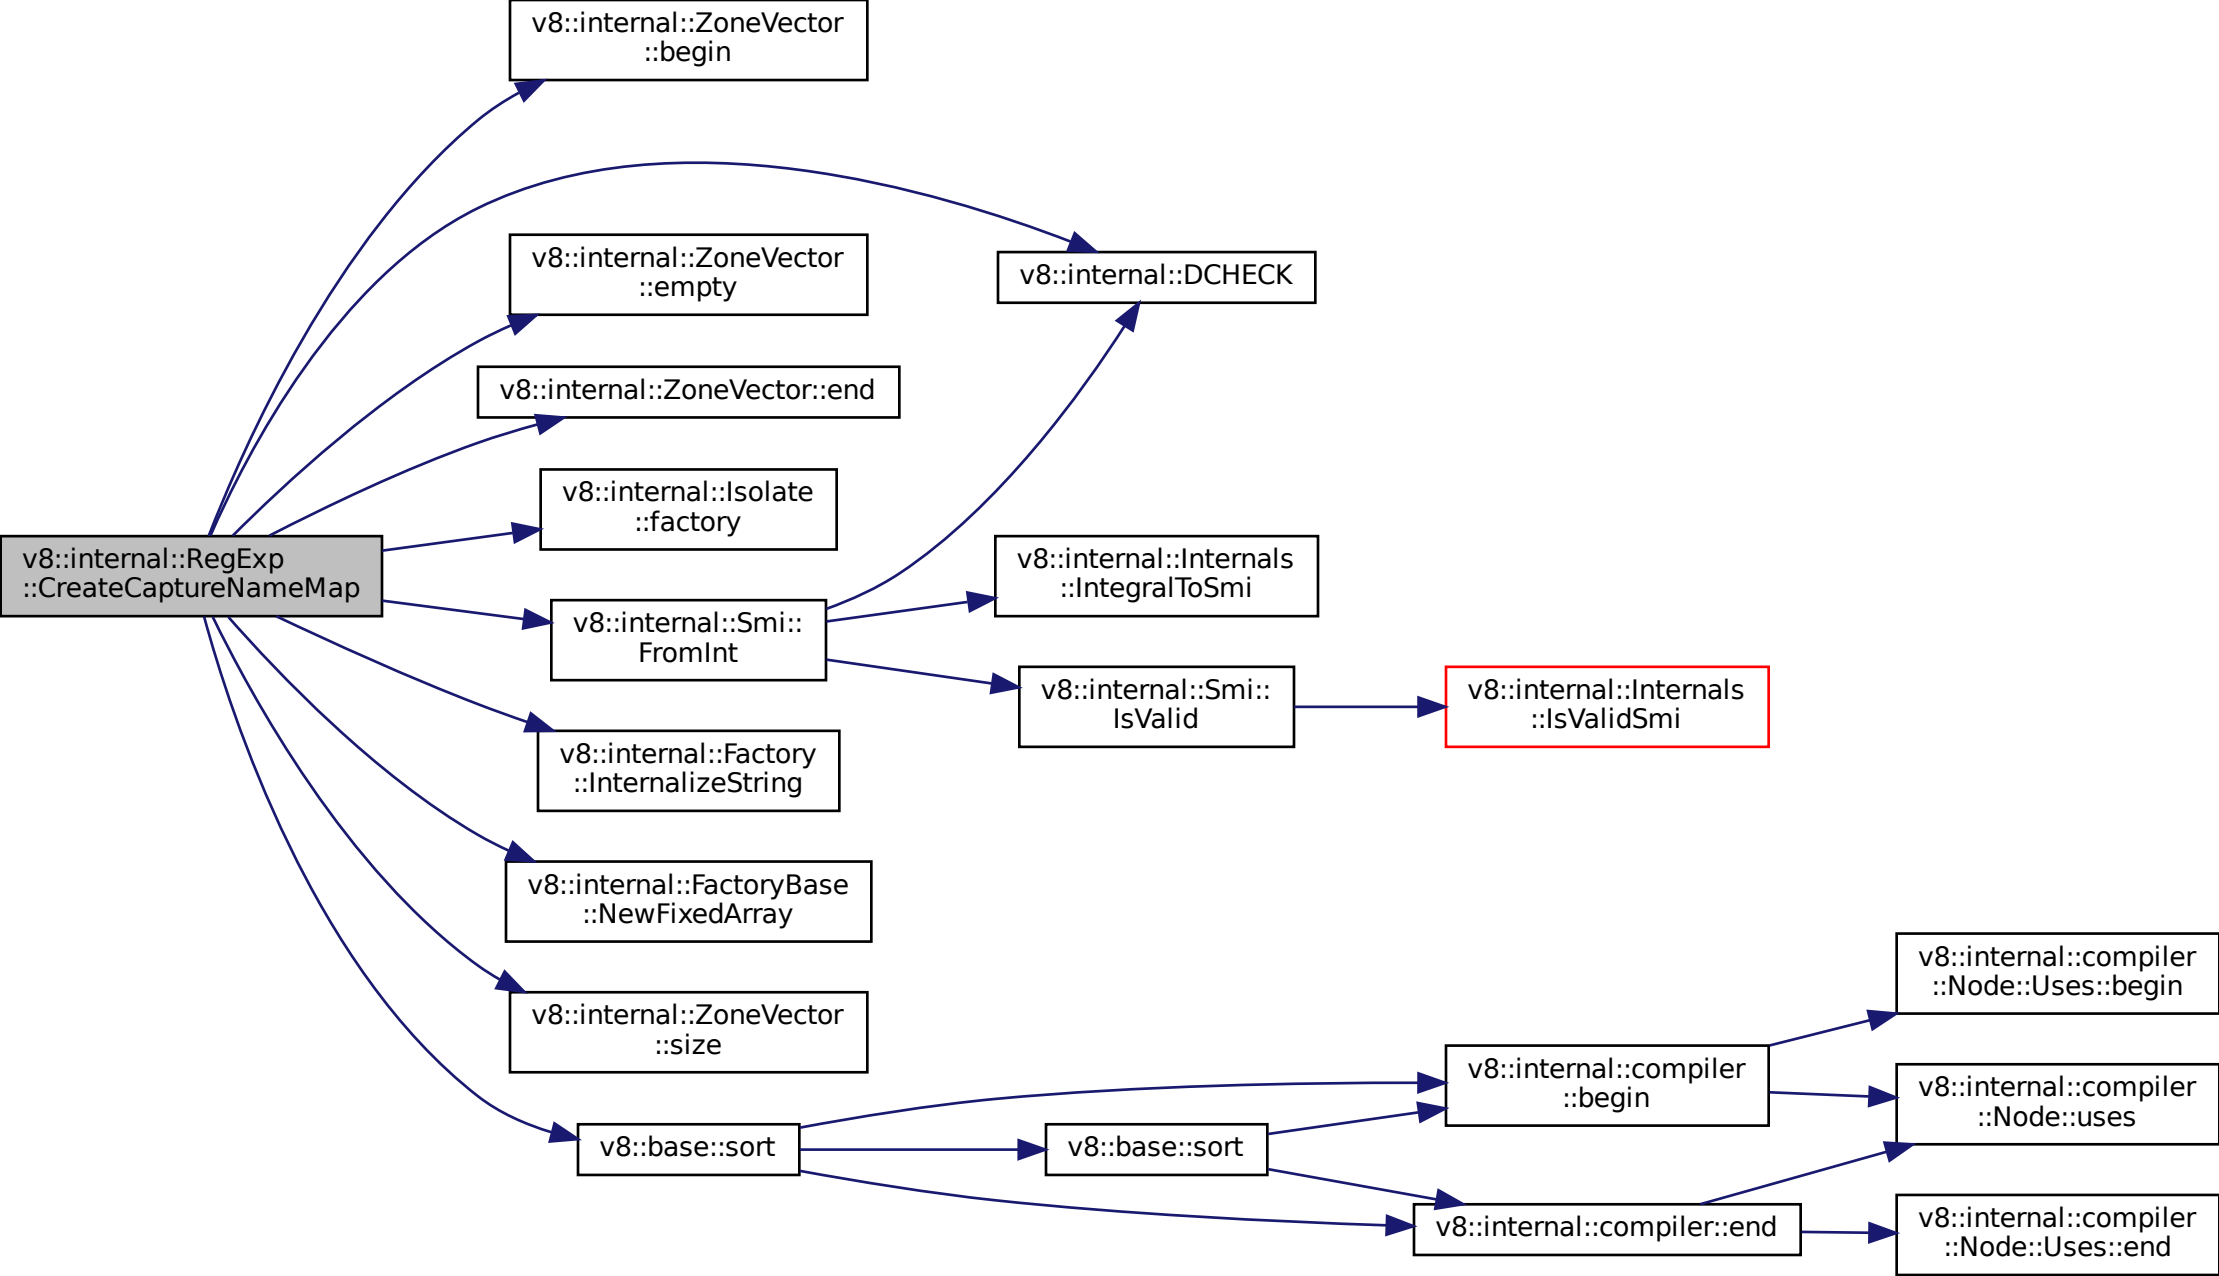 v8::internal::ZoneVector
::begin
v8::internal::ZoneVector
::empty
v8::internal::DCHECK
v8::internal::ZoneVector::end
v8::internal::Isolate
::factory
v8::internal::RegExp
::CreateCaptureNameMap
v8::internal::Smi::
FromInt
v8::internal::Internals
::IntegralToSmi
v8::internal::Smi::
IsValid
v8::internal::Internals
::IsValidSmi
v8::internal::Factory
::InternalizeString
v8::internal::FactoryBase
::NewFixedArray
v8::internal::ZoneVector
::size
v8::base::sort
v8::base::sort
v8::internal::compiler
::begin
v8::internal::compiler::end
v8::internal::compiler
::Node::Uses::begin
v8::internal::compiler
::Node::uses
v8::internal::compiler
::Node::Uses::end